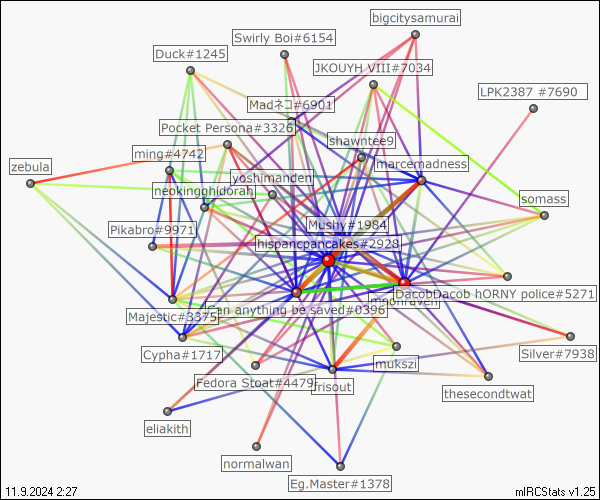 bigcitysamurai
Swirly Boi#6154
Duck#1245
JKOUYH VIII#7034
LPK2387 #7690
Madネコ#6901
Pocket Persona#3326
shawntee9
ming#4742
marcemadness
zebula
yoshimanden
neokingghidorah
somass
Mushy#1984
Pikabro#9971
hispancpancakes#2928
DacobDacob hORNY police#5271
moonraven
Majestic#3375
an anything be saved#0396
Silver#7938
Cypha#1717
mukszi
Fedora Stoat#4479
frisout
thesecondtwat
eliakith
normalwan
Eg.Master#1378
11.9.2024 2:27
mIRCStats v1.25